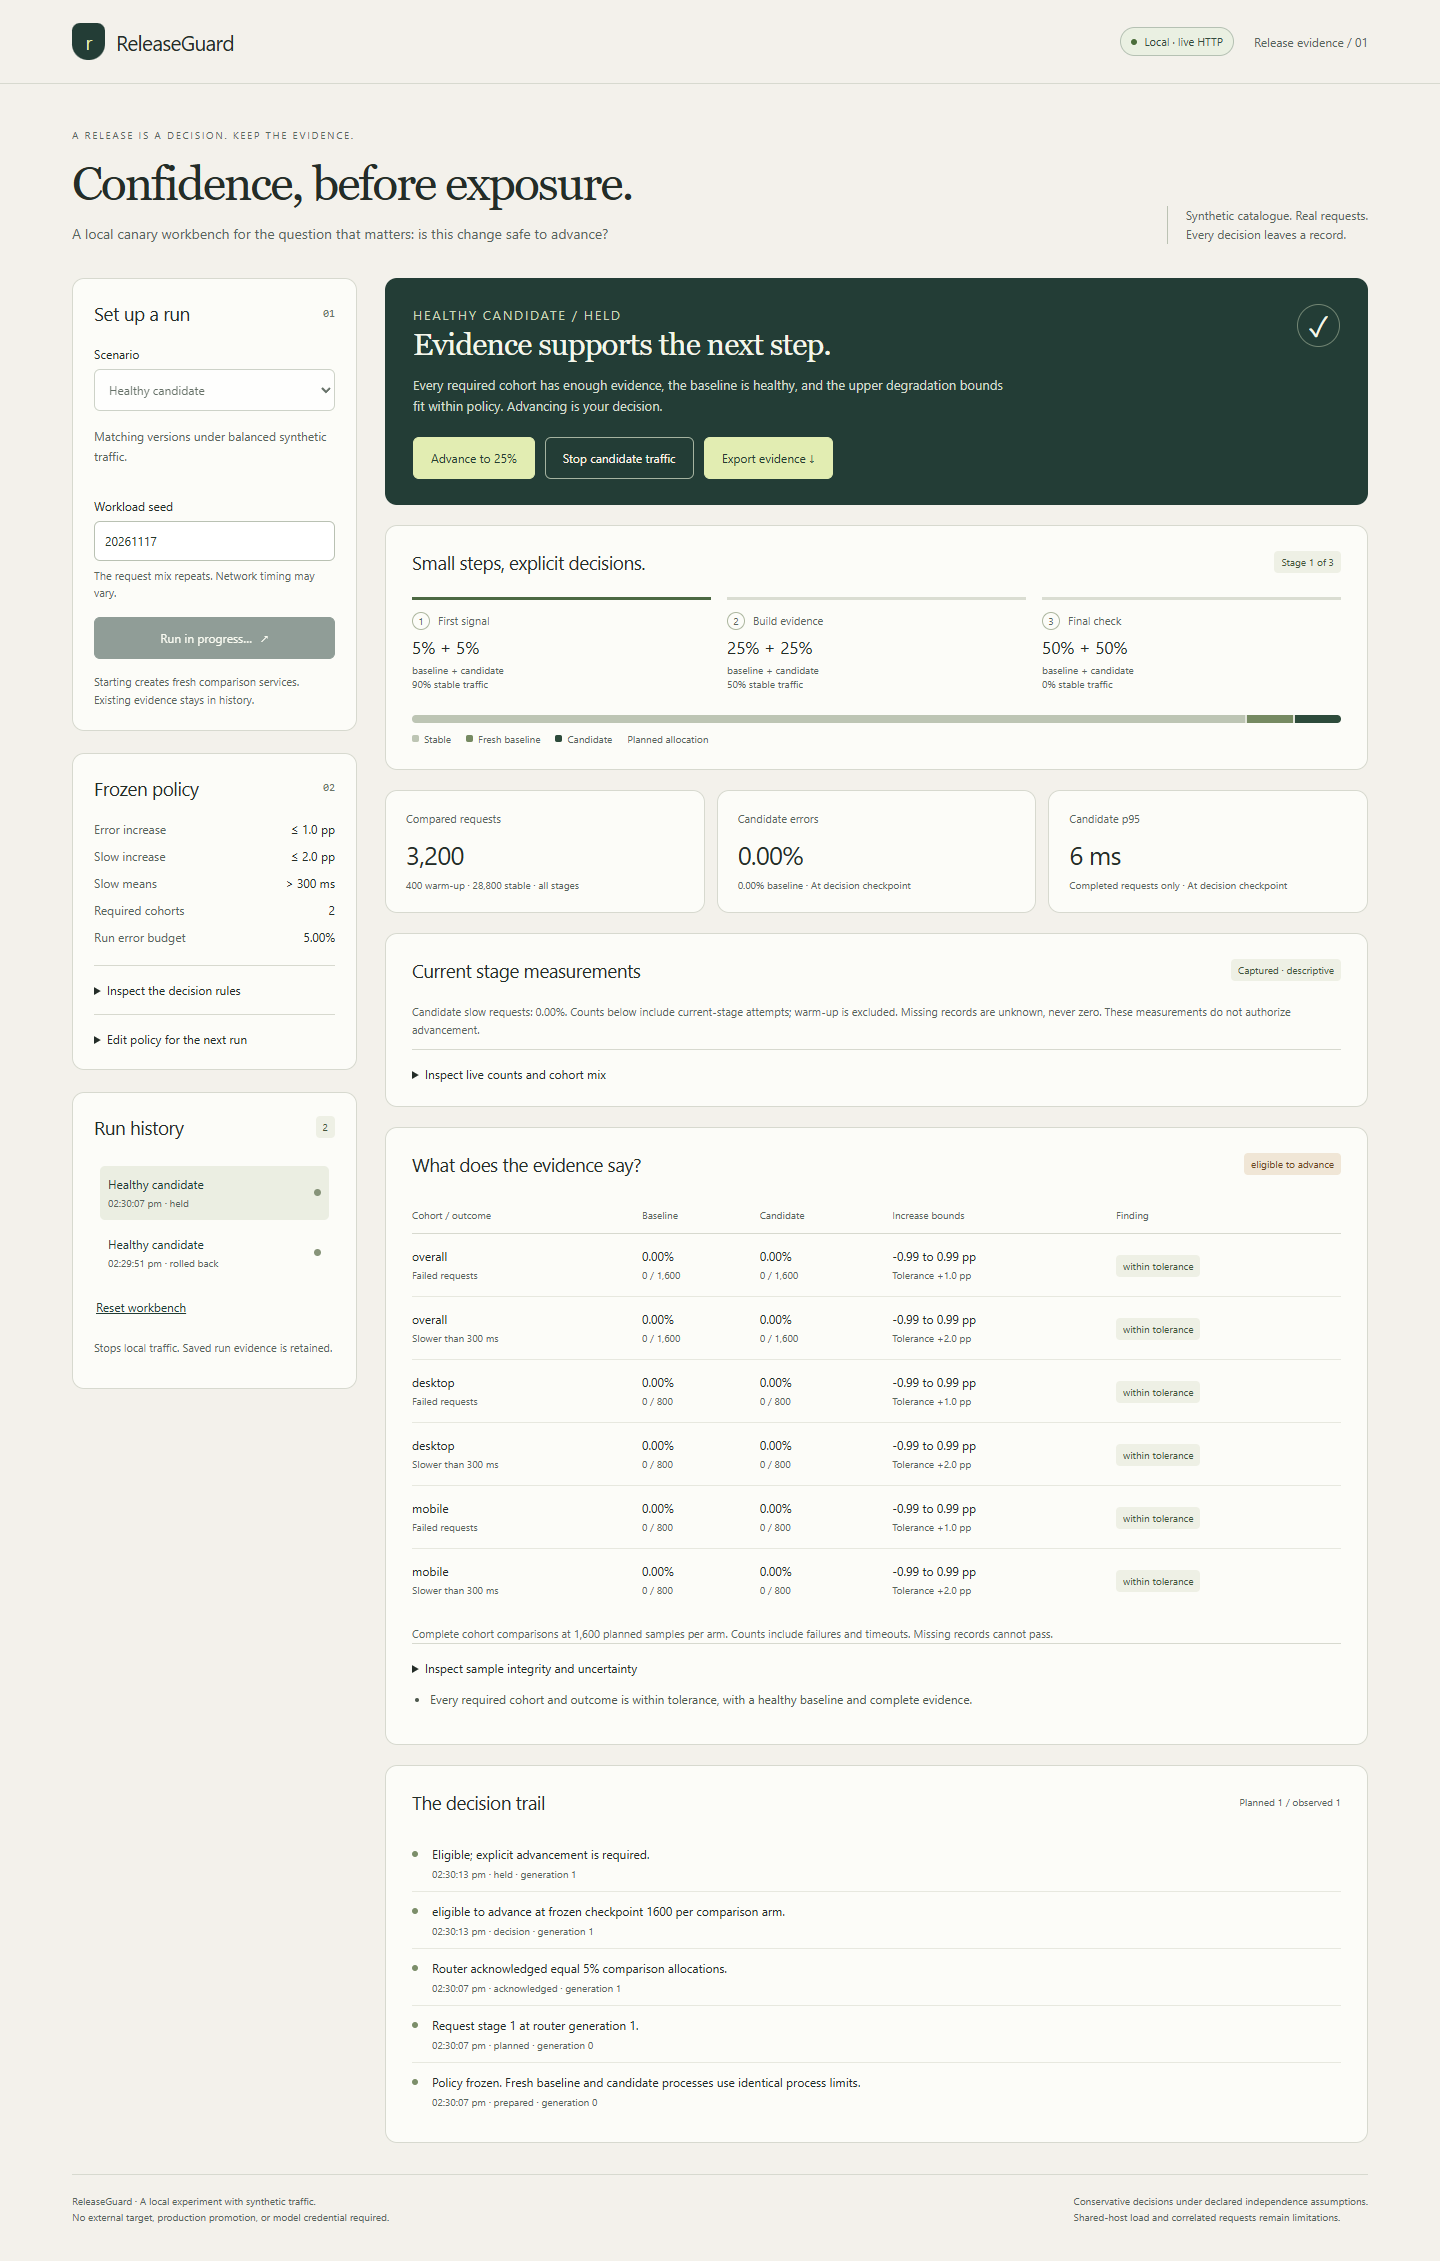 r ReleaseGuard
Local · live HTTP
Release evidence / 01
A RELEASE IS A DECISION. KEEP THE EVIDENCE.
Confidence, before exposure.
A local canary workbench for the question that matters: is this change safe to advance?
Synthetic catalogue. Real requests.
Every decision leaves a record.
Set up a run 01
Scenario
Healthy candidate
Matching versions under balanced synthetic
traffic.
Workload seed
20261117
The request mix repeats. Network timing may
vary.
Run in progress... ↗
Starting creates fresh comparison services.
Existing evidence stays in history.
Frozen policy 02
Error increase ≤ 1.0 pp
Slow increase ≤ 2.0 pp
Slow means > 300 ms
Required cohorts 2
Run error budget 5.00%
Inspect the decision rules
Edit policy for the next run
Run history 2
Healthy candidate
02:30:07 pm · held
Healthy candidate
02:29:51 pm · rolled back
Reset workbench
Stops local traffic. Saved run evidence is retained.
HEALTHY CANDIDATE / HELD
Evidence supports the next step.
Every required cohort has enough evidence, the baseline is healthy, and the upper degradation bounds
fit within policy. Advancing is your decision.
Advance to 25% Stop candidate traffic Export evidence ↓
Small steps, explicit decisions. Stage 1 of 3
1 First signal
5% + 5%
baseline + candidate
90% stable traffic
2 Build evidence
25% + 25%
baseline + candidate
50% stable traffic
3 Final check
50% + 50%
baseline + candidate
0% stable traffic
Stable Fresh baseline Candidate Planned allocation
Compared requests
3,200
400 warm-up · 28,800 stable · all stages
Candidate errors
0.00%
0.00% baseline · At decision checkpoint
Candidate p95
6 ms
Completed requests only · At decision checkpoint
Current stage measurements Captured · descriptive
Candidate slow requests: 0.00%. Counts below include current-stage attempts; warm-up is excluded. Missing records are unknown, never zero. These measurements do not authorize
advancement.
Inspect live counts and cohort mix
What does the evidence say? eligible to advance
Cohort / outcome Baseline Candidate Increase bounds Finding
overall 0.00% 0.00% -0.99 to 0.99 pp within tolerance
Failed requests 0 / 1,600 0 / 1,600 Tolerance +1.0 pp
overall 0.00% 0.00% -0.99 to 0.99 pp within tolerance
Slower than 300 ms 0 / 1,600 0 / 1,600 Tolerance +2.0 pp
desktop 0.00% 0.00% -0.99 to 0.99 pp within tolerance
Failed requests 0 / 800 0 / 800 Tolerance +1.0 pp
desktop 0.00% 0.00% -0.99 to 0.99 pp within tolerance
Slower than 300 ms 0 / 800 0 / 800 Tolerance +2.0 pp
mobile 0.00% 0.00% -0.99 to 0.99 pp within tolerance
Failed requests 0 / 800 0 / 800 Tolerance +1.0 pp
mobile 0.00% 0.00% -0.99 to 0.99 pp within tolerance
Slower than 300 ms 0 / 800 0 / 800 Tolerance +2.0 pp
Complete cohort comparisons at 1,600 planned samples per arm. Counts include failures and timeouts. Missing records cannot pass.
Inspect sample integrity and uncertainty
• Every required cohort and outcome is within tolerance, with a healthy baseline and complete evidence.
The decision trail Planned 1 / observed 1
Eligible; explicit advancement is required.
02:30:13 pm · held · generation 1
eligible to advance at frozen checkpoint 1600 per comparison arm.
02:30:13 pm · decision · generation 1
Router acknowledged equal 5% comparison allocations.
02:30:07 pm · acknowledged · generation 1
Request stage 1 at router generation 1.
02:30:07 pm · planned · generation 0
Policy frozen. Fresh baseline and candidate processes use identical process limits.
02:30:07 pm · prepared · generation 0
ReleaseGuard · A local experiment with synthetic traffic.
No external target, production promotion, or model credential required.
Conservative decisions under declared independence assumptions.
Shared-host load and correlated requests remain limitations.